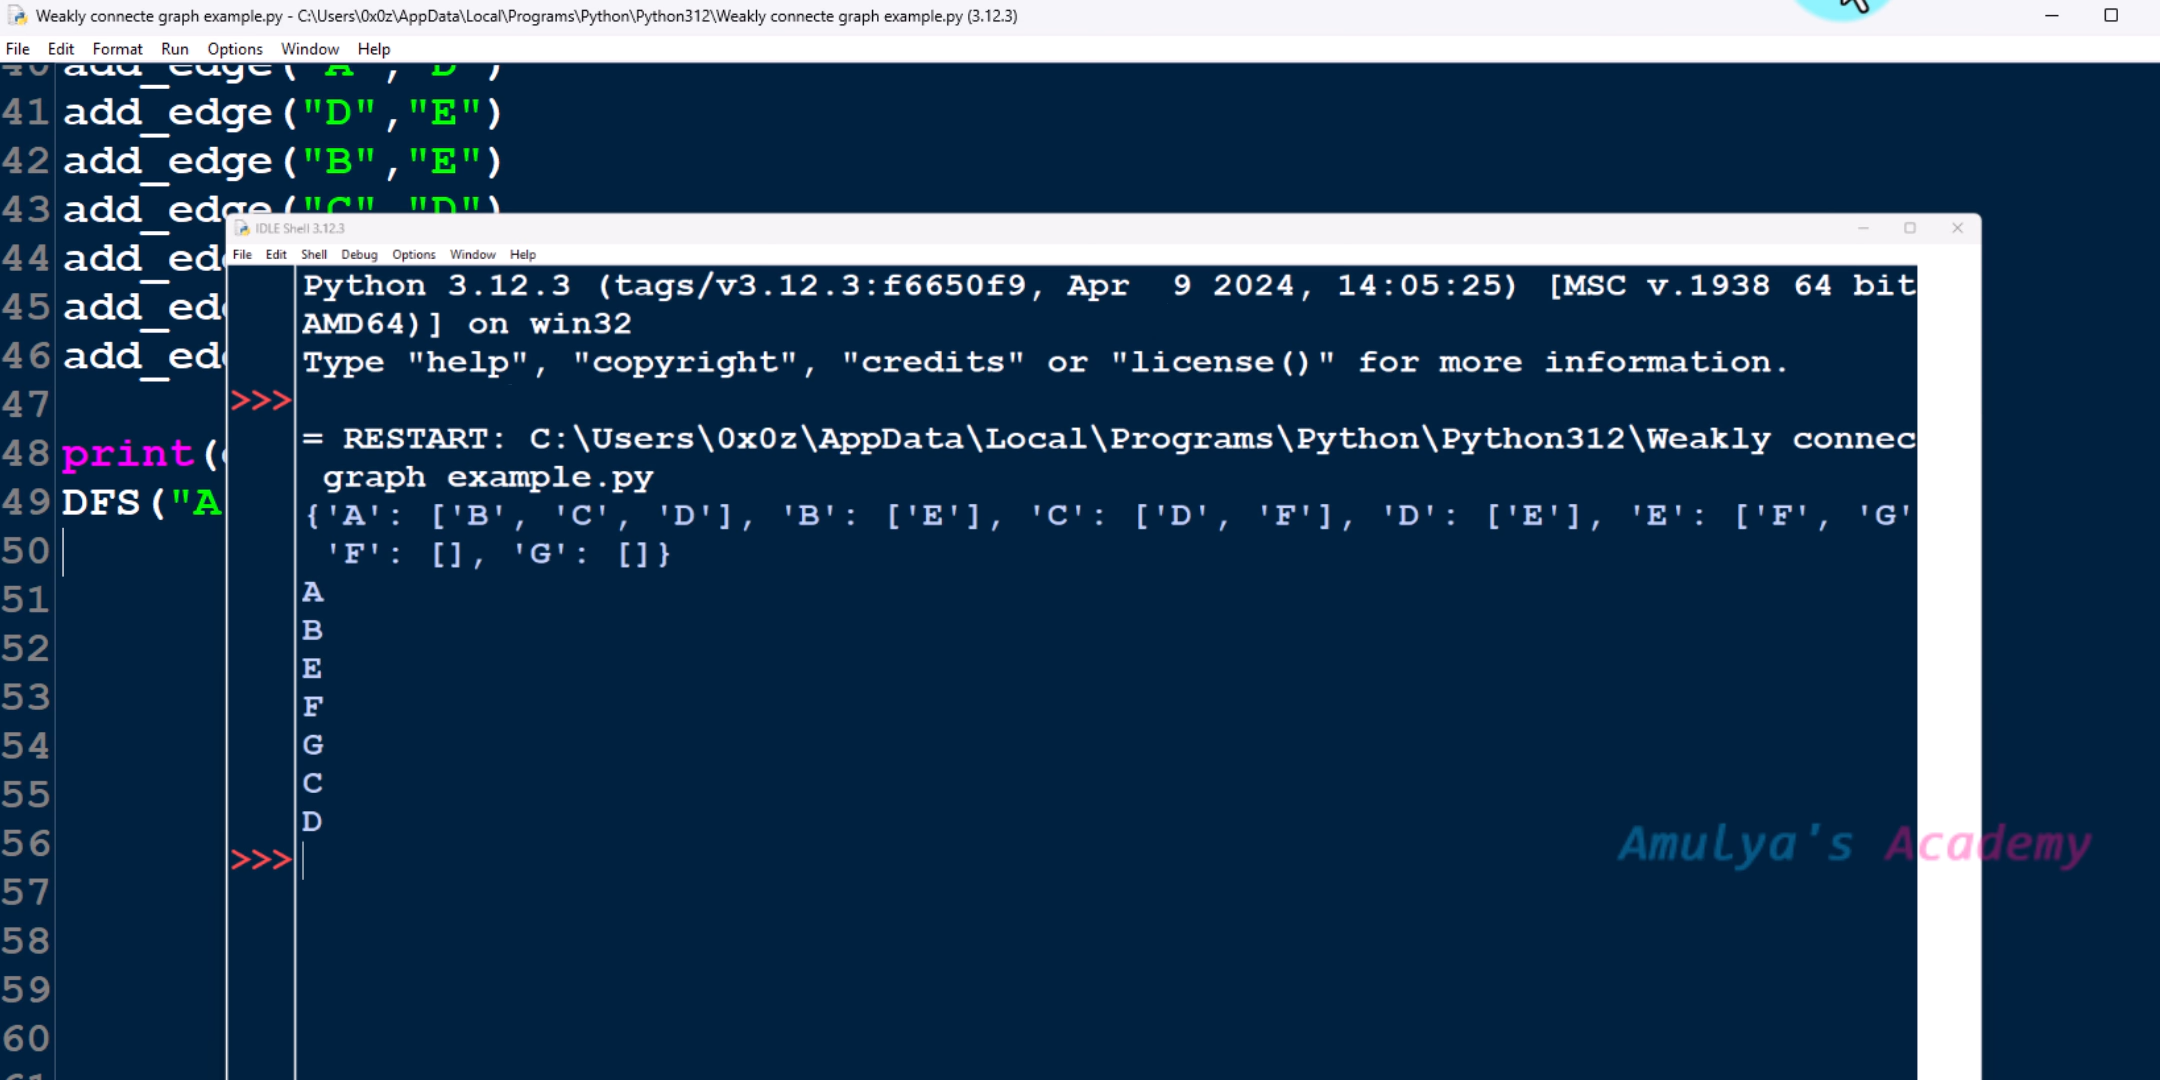 Weakly connecte graph example.py - C:\Users\0x0z\AppData\Local\Programs\Python\Python312\Weakly connecte graph example.py (3.12.3)
File Edit Format Run Options Window Help
40 add_edge("A","D")
41 add_edge("D","E")
42 add_edge("B","E")
43 add_edge("C","D")
44 add_ed
45 add_ed
46 add_ed
47
48 print(
49 DFS("A
50
51
52
53
54
55
56
57
58
59
60
61
IDLE Shell 3.12.3
File Edit Shell Debug Options Window Help
Python 3.12.3 (tags/v3.12.3:f6650f9, Apr  9 2024, 14:05:25) [MSC v.1938 64 bit
AMD64)] on win32
Type "help", "copyright", "credits" or "license()" for more information.
>>>
= RESTART: C:\Users\0x0z\AppData\Local\Programs\Python\Python312\Weakly connec
graph example.py
{'A': ['B', 'C', 'D'], 'B': ['E'], 'C': ['D', 'F'], 'D': ['E'], 'E': ['F', 'G'
'F': [], 'G': []}
A
B
E
F
G
C
D
>>>
Amulya's Academy